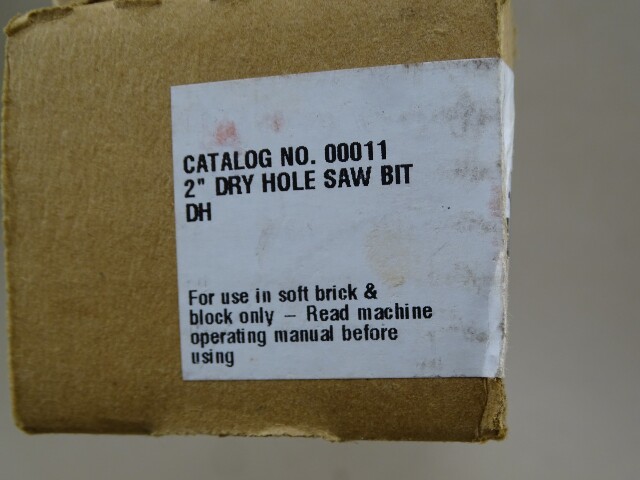 CATALOG NO. 00011
2" DRY HOLE SAW BIT
DH
For use in soft brick &
block only – Read machine
operating manual before
using